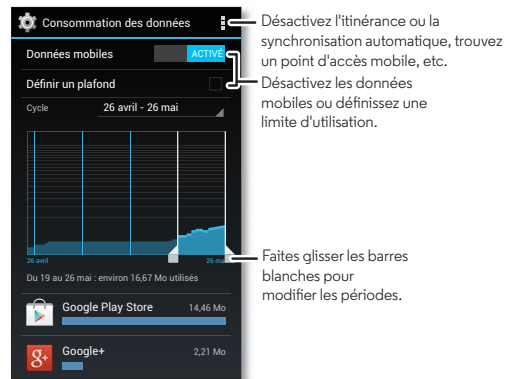 Consommation des données
Données mobiles ACTIVÉ
Définir un plafond
Cycle 26 avril - 26 mai
26 avril 26 mai
Du 19 au 26 mai : environ 16,67 Mo utilisés
Google Play Store 14,46 Mo
8+ Google+ 2,21 Mo
Désactivez l'itinérance ou la
synchronisation automatique, trouvez
un point d'accès mobile, etc.
Désactivez les données
mobiles ou définissez une
limite d'utilisation.
Faites glisser les barres
blanches pour
modifier les périodes.